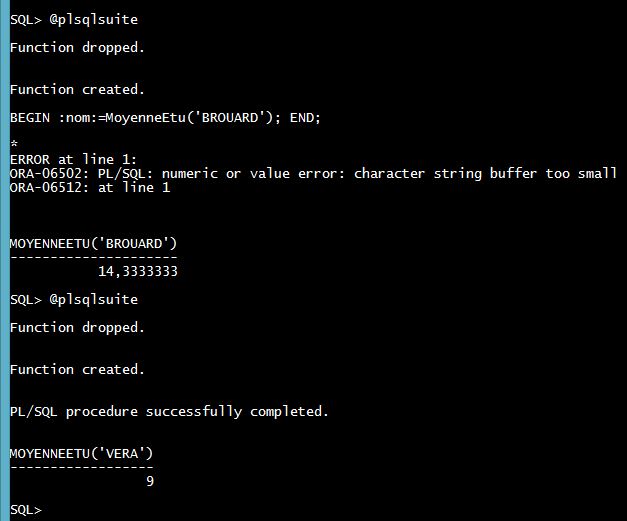 SQL> @plsqlsuite
Function dropped.
Function created.
BEGIN :nom:=MoyenneEtu('BROUARD'); END;
*
ERROR at line 1:
ORA-06502: PL/SQL: numeric or value error: character string buffer too small
ORA-06512: at line 1
MOYENNEETU('BROUARD')
---------------------
14,3333333
SQL> @plsqlsuite
Function dropped.
Function created.
PL/SQL procedure successfully completed.
MOYENNEETU('VERA')
------------------
9
SQL>